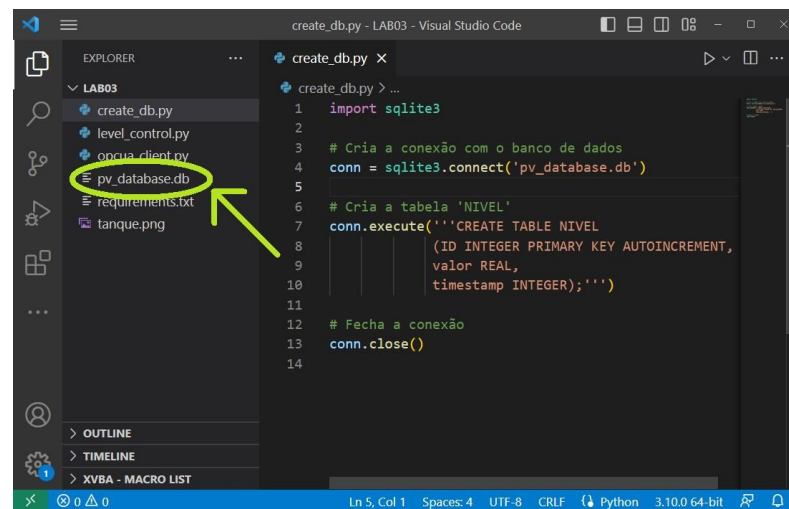 create_db.py - LAB03 - Visual Studio Code
EXPLORER
LAB03
create_db.py
level_control.py
opcua_client.py
pv_database.db
requirements.txt
tanque.png
OUTLINE
TIMELINE
XVBA - MACRO LIST
create_db.py
create_db.py > ...
1 import sqlite3
2
3 # Cria a conexão com o banco de dados
4 conn = sqlite3.connect('pv_database.db')
5
6 # Cria a tabela 'NIVEL'
7 conn.execute('''CREATE TABLE NIVEL
8 (ID INTEGER PRIMARY KEY AUTOINCREMENT,
9 valor REAL,
10 timestamp INTEGER);''')
11
12 # Fecha a conexão
13 conn.close()
14
1
0 0 Ln 5, Col 1 Spaces: 4 UTF-8 CRLF Python 3.10.0 64-bit